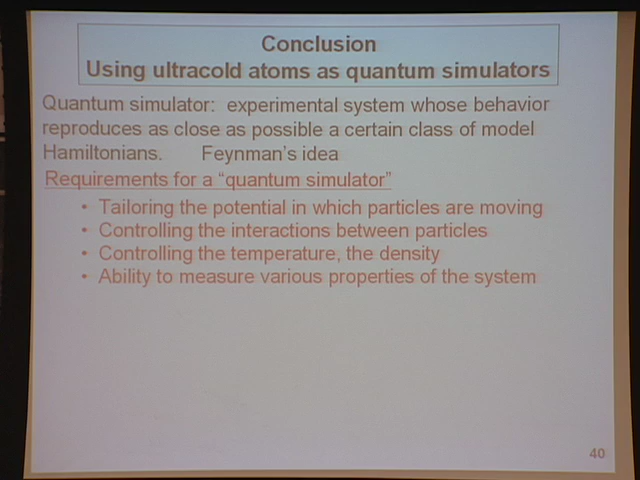 Conclusion
Using ultracold atoms as quantum simulators
Quantum simulator: experimental system whose behavior
reproduces as close as possible a certain class of model
Hamiltonians. Feynman's idea
Requirements for a "quantum simulator"
• Tailoring the potential in which particles are moving
• Controlling the interactions between particles
• Controlling the temperature, the density
• Ability to measure various properties of the system
40